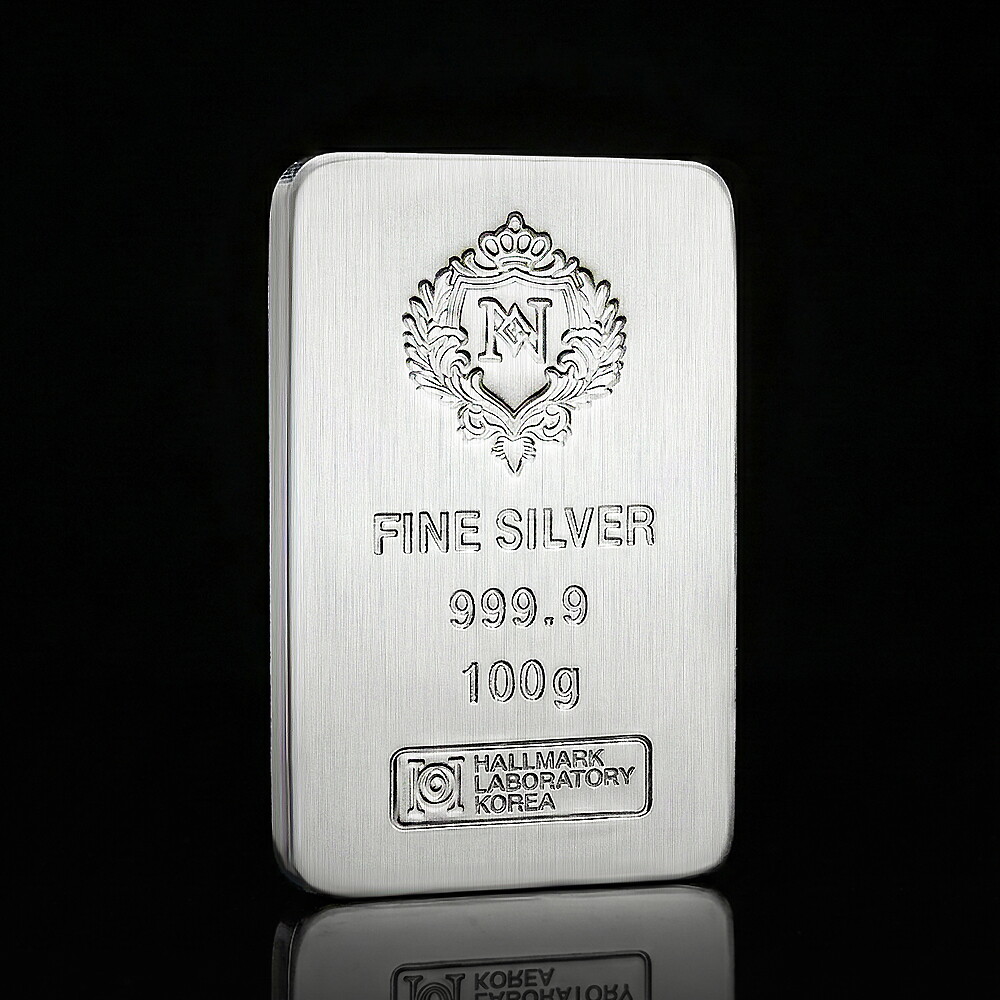 FINE SILVER
999.9
100g
HALLMARK
LABORATORY
KOREA